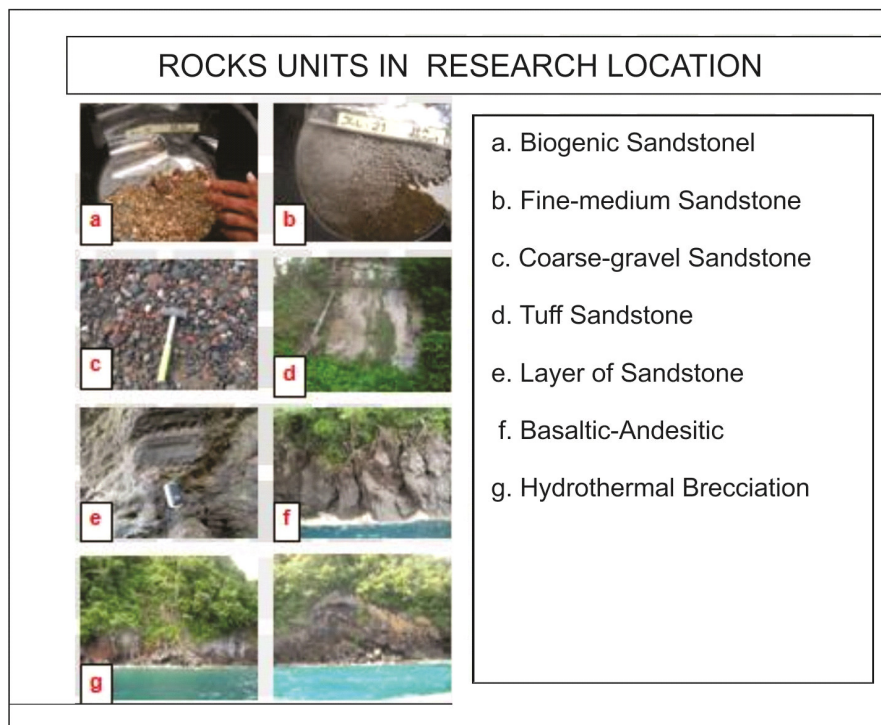 ROCKS UNITS IN RESEARCH LOCATION
a
b
c
d
e
f
g
a. Biogenic Sandstonel
b. Fine-medium Sandstone
c. Coarse-gravel Sandstone
d. Tuff Sandstone
e. Layer of Sandstone
f. Basaltic-Andesitic
g. Hydrothermal Brecciation